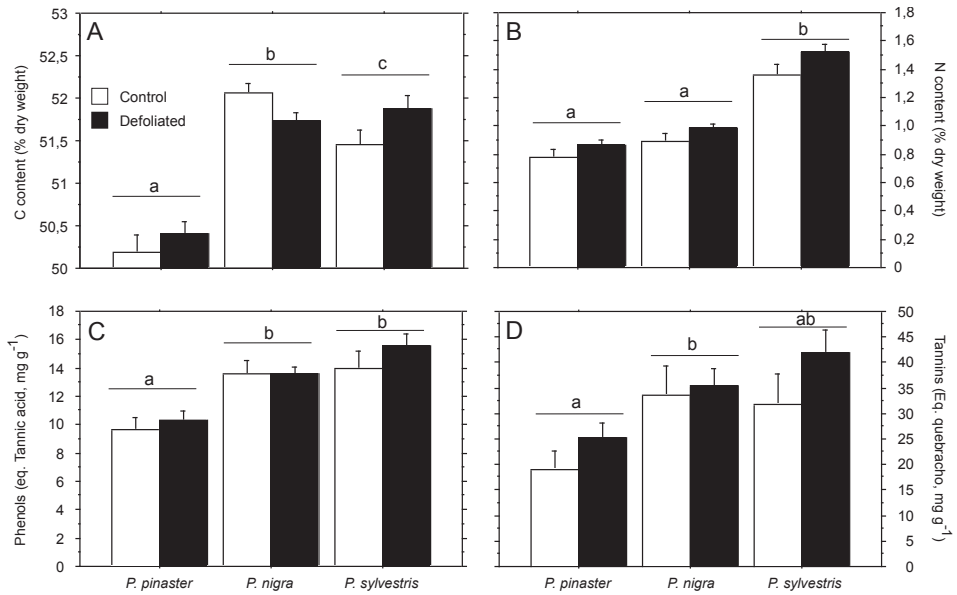 A
C content (% dry weight)
53
52,5
52
51,5
51
50,5
50
Control
Defoliated
a
b
c
B
N content (% dry weight)
1,8
1,6
1,4
1,2
1,0
0,8
0,6
0,4
0,2
0
a
a
b
C
Phenols (eq. Tannic acid, mg g-1)
18
16
14
12
10
8
6
4
2
0
a
b
b
P. pinaster
P. nigra
P. sylvestris
D
Tannins (Eq. quebracho, mg g-1)
50
45
40
35
30
25
20
15
10
5
0
a
b
ab
P. pinaster
P. nigra
P. sylvestris